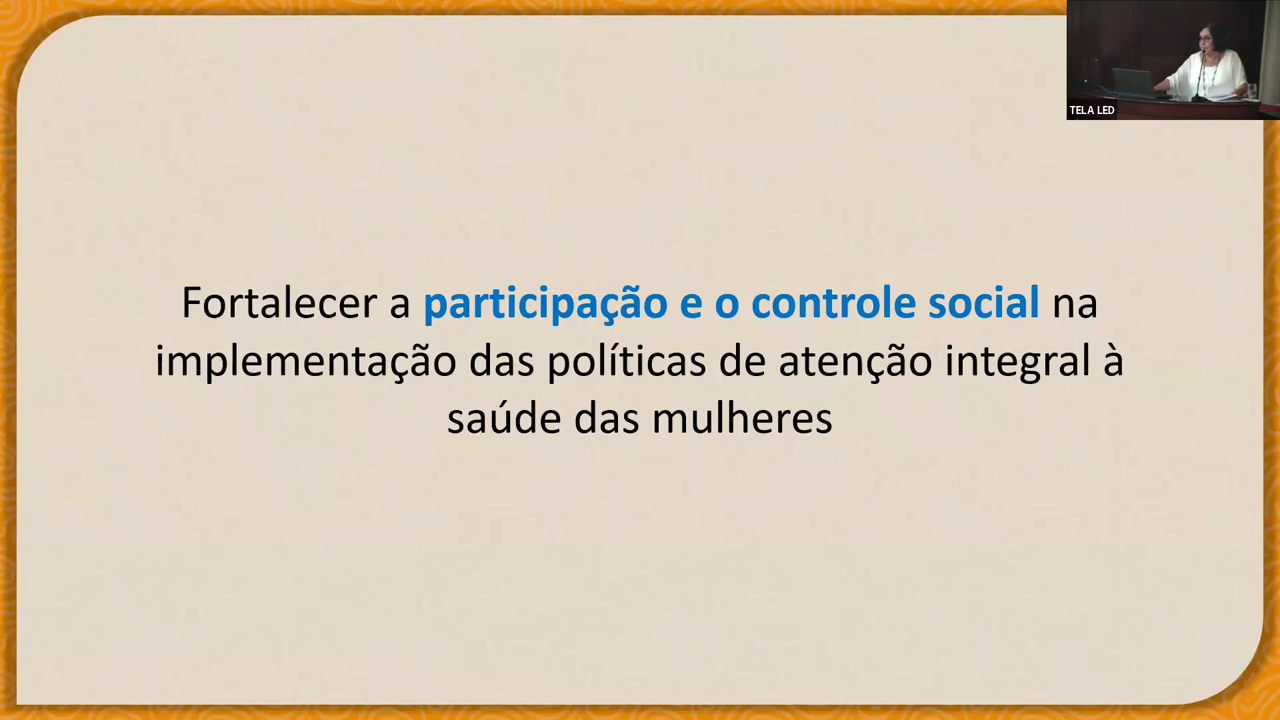 TELA LED
Fortalecer a participação e o controle social na
implementação das políticas de atenção integral à
saúde das mulheres